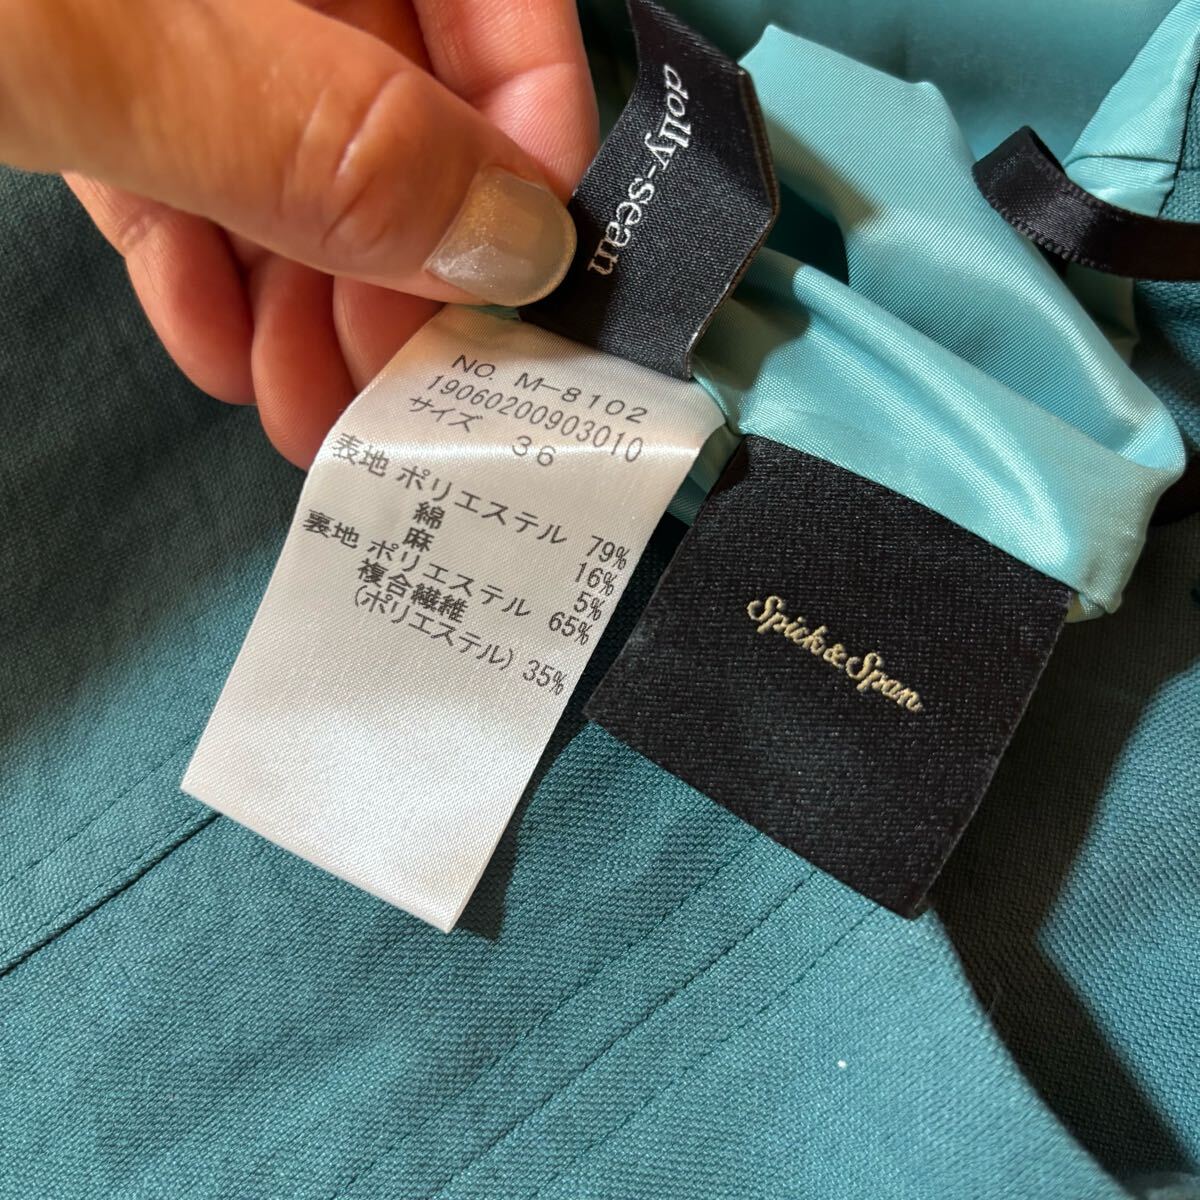 dolly-sean
NO. M-8102
19060200903010
サイズ 36
表地 ポリエステル 79%
綿 16%
麻 5%
裏地 ポリエステル 65%
複合繊維
(ポリエステル) 35%
Spick & Span